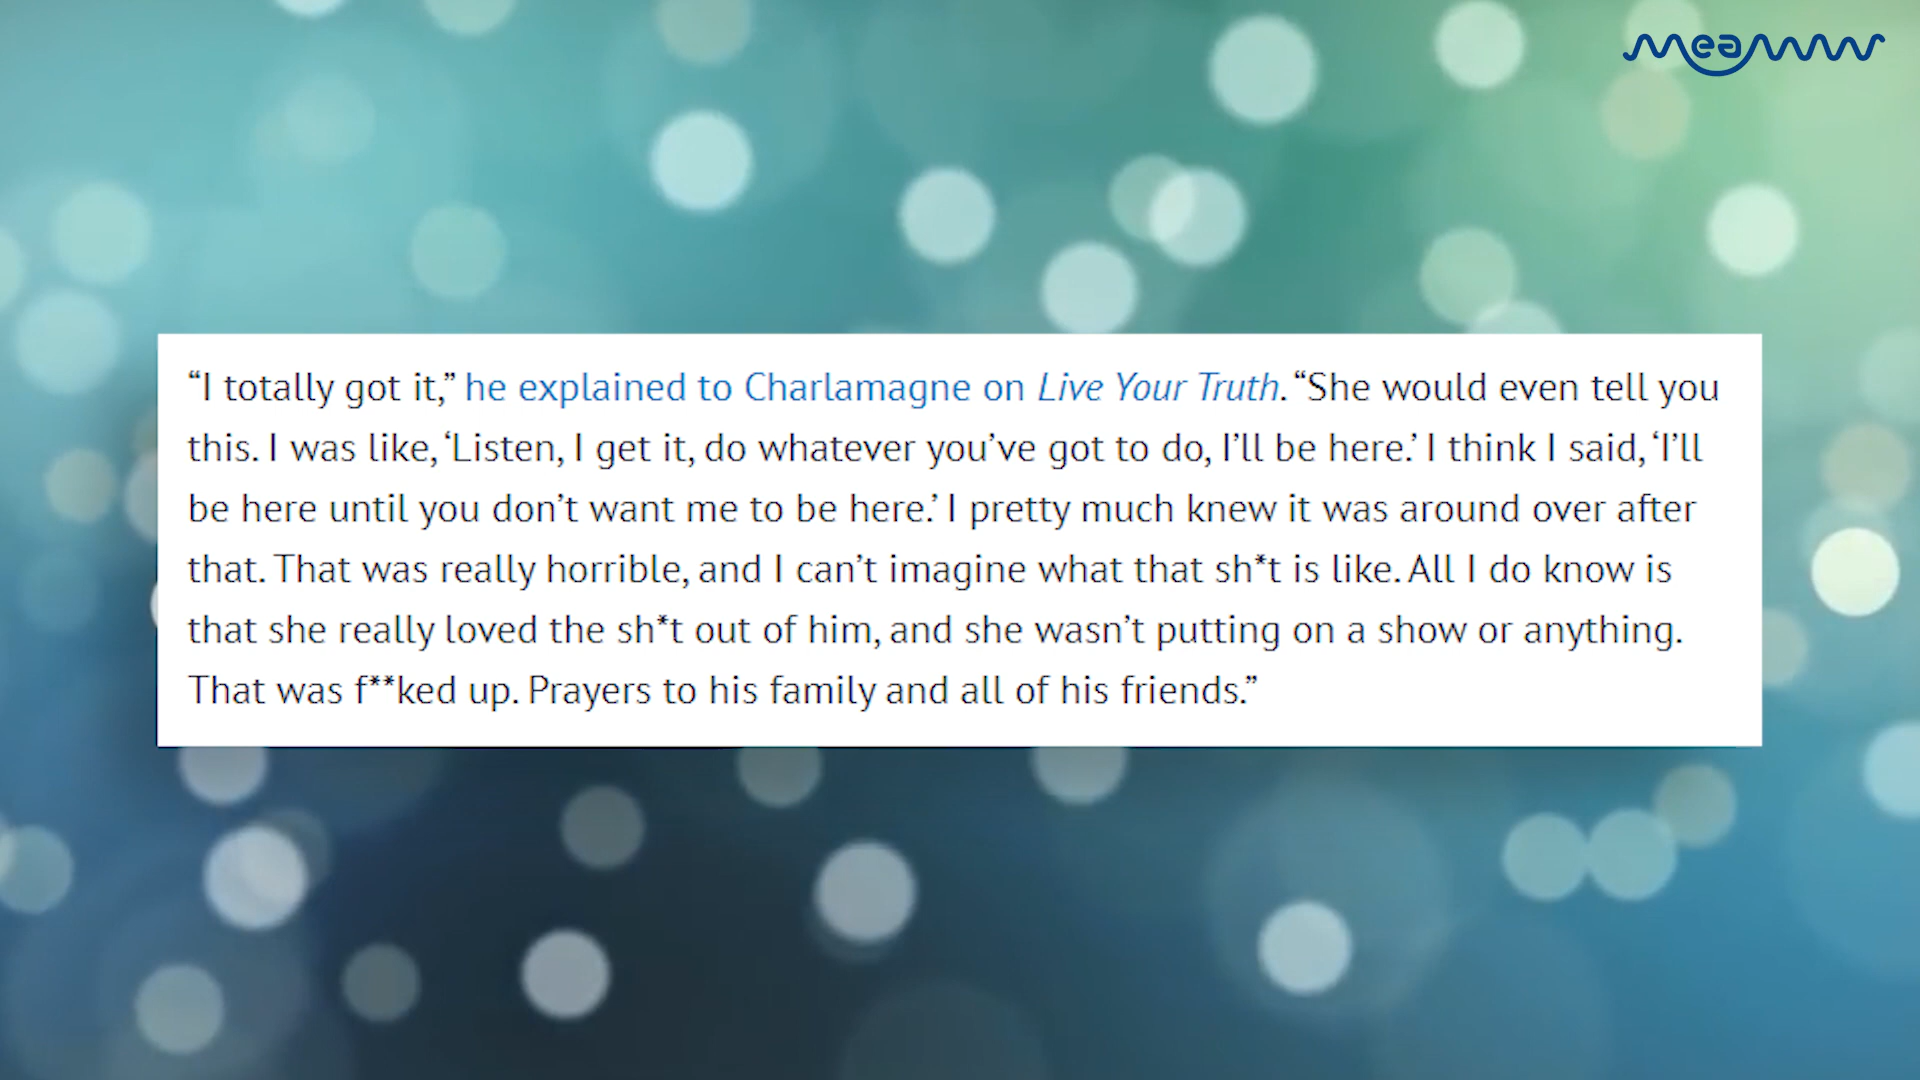 meaww
“I totally got it,” he explained to Charlamagne on Live Your Truth. “She would even tell you
this. I was like, ‘Listen, I get it, do whatever you’ve got to do, I’ll be here.’ I think I said, ‘I’ll
be here until you don’t want me to be here.’ I pretty much knew it was around over after
that. That was really horrible, and I can’t imagine what that sh*t is like. All I do know is
that she really loved the sh*t out of him, and she wasn’t putting on a show or anything.
That was f**ked up. Prayers to his family and all of his friends.”